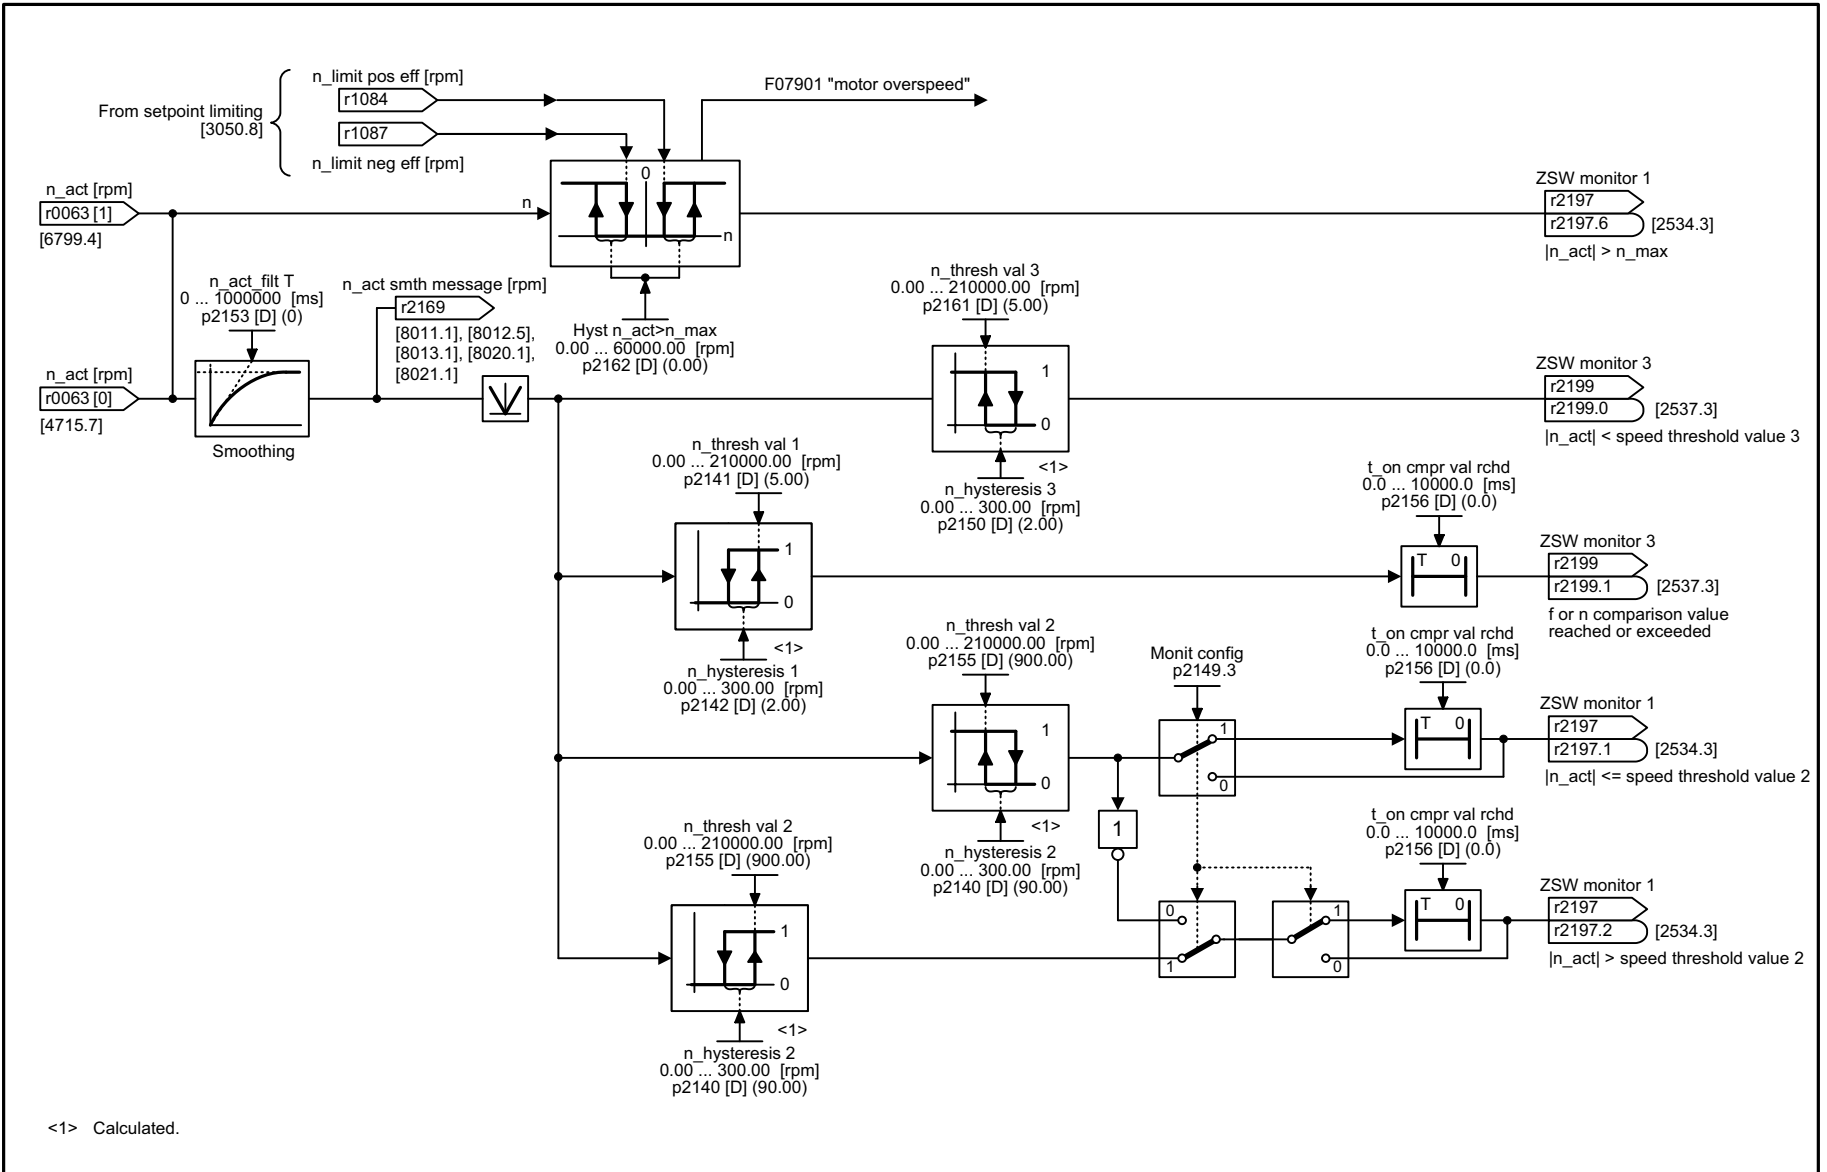 n_limit pos eff [rpm]
r1084
From setpoint limiting
[3050.8]
r1087
n_limit neg eff [rpm]
F07901 "motor overspeed"
n_act [rpm]
r0063 [1]
[6799.4]
n
0
n
ZSW monitor 1
r2197
r2197.6 [2534.3]
|n_act| > n_max
n_act_filt T
0 ... 1000000 [ms]
p2153 [D] (0)
n_act smth message [rpm]
r2169
[8011.1], [8012.5],
[8013.1], [8020.1],
[8021.1]
Hyst n_act>n_max
0.00 ... 60000.00 [rpm]
p2162 [D] (0.00)
n_thresh val 3
0.00 ... 210000.00 [rpm]
p2161 [D] (5.00)
n_act [rpm]
r0063 [0]
[4715.7]
Smoothing
1
0
<1>
n_hysteresis 3
0.00 ... 300.00 [rpm]
p2150 [D] (2.00)
ZSW monitor 3
r2199
r2199.0 [2537.3]
|n_act| < speed threshold value 3
n_thresh val 1
0.00 ... 210000.00 [rpm]
p2141 [D] (5.00)
1
0
<1>
n_hysteresis 1
0.00 ... 300.00 [rpm]
p2142 [D] (2.00)
t_on cmpr val rchd
0.0 ... 10000.0 [ms]
p2156 [D] (0.0)
T 0
ZSW monitor 3
r2199
r2199.1 [2537.3]
f or n comparison value
reached or exceeded
n_thresh val 2
0.00 ... 210000.00 [rpm]
p2155 [D] (900.00)
1
0
<1>
n_hysteresis 2
0.00 ... 300.00 [rpm]
p2140 [D] (90.00)
Monit config
p2149.3
1
0
1
t_on cmpr val rchd
0.0 ... 10000.0 [ms]
p2156 [D] (0.0)
T 0
ZSW monitor 1
r2197
r2197.1 [2534.3]
|n_act| <= speed threshold value 2
n_thresh val 2
0.00 ... 210000.00 [rpm]
p2155 [D] (900.00)
1
0
<1>
n_hysteresis 2
0.00 ... 300.00 [rpm]
p2140 [D] (90.00)
0
1
1
0
t_on cmpr val rchd
0.0 ... 10000.0 [ms]
p2156 [D] (0.0)
T 0
ZSW monitor 1
r2197
r2197.2 [2534.3]
|n_act| > speed threshold value 2
<1> Calculated.